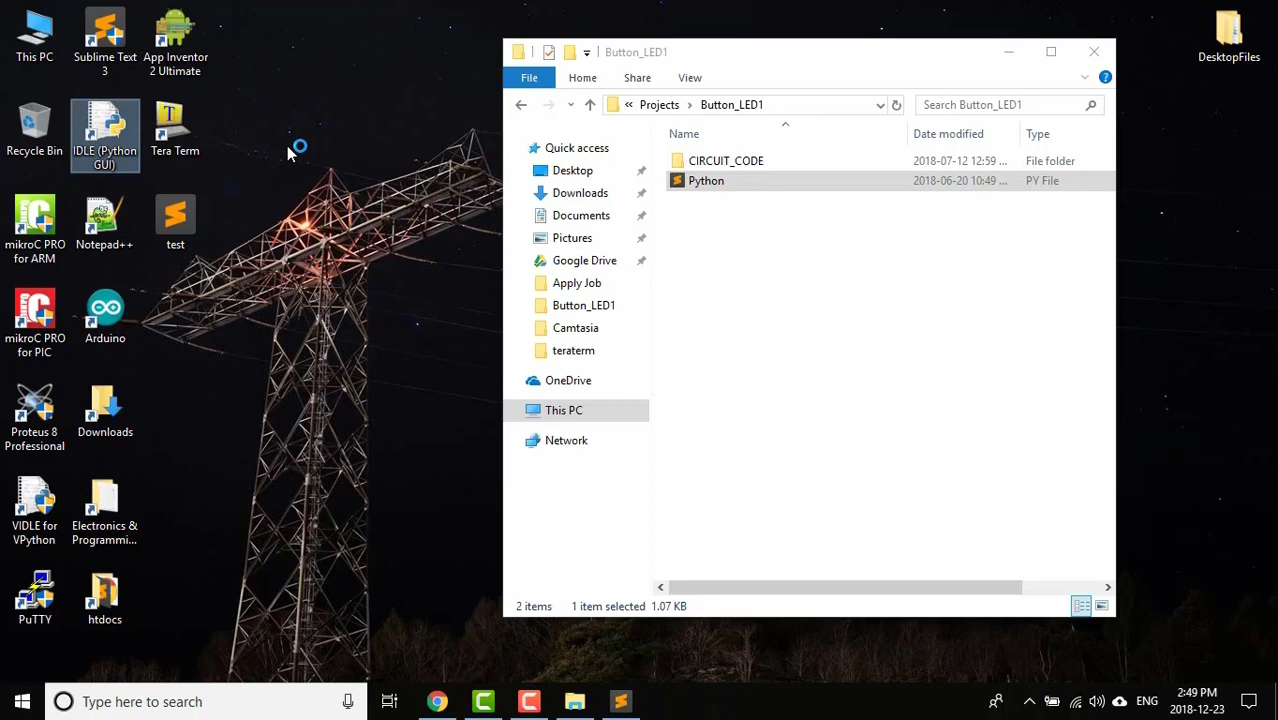 This PC
Sublime Text
3
App Inventor
2 Ultimate
Recycle Bin
IDLE (Python
GUI)
Tera Term
mikroC PRO
for ARM
Notepad++
test
mikroC PRO
for PIC
Arduino
Proteus 8
Professional
Downloads
VIDLE for
VPython
Electronics &
Programmi...
PuTTY
htdocs
DesktopFiles
Button_LED1
File
Home
Share
View
« Projects › Button_LED1
Search Button_LED1
Name
Date modified
Type
CIRCUIT_CODE
2018-07-12 12:59 ...
File folder
Python
2018-06-20 10:49 ...
PY File
Quick access
Desktop
Downloads
Documents
Pictures
Google Drive
Apply Job
Button_LED1
Camtasia
teraterm
OneDrive
This PC
Network
2 items
1 item selected 1.07 KB
Type here to search
ENG
2:49 PM
2018-12-23